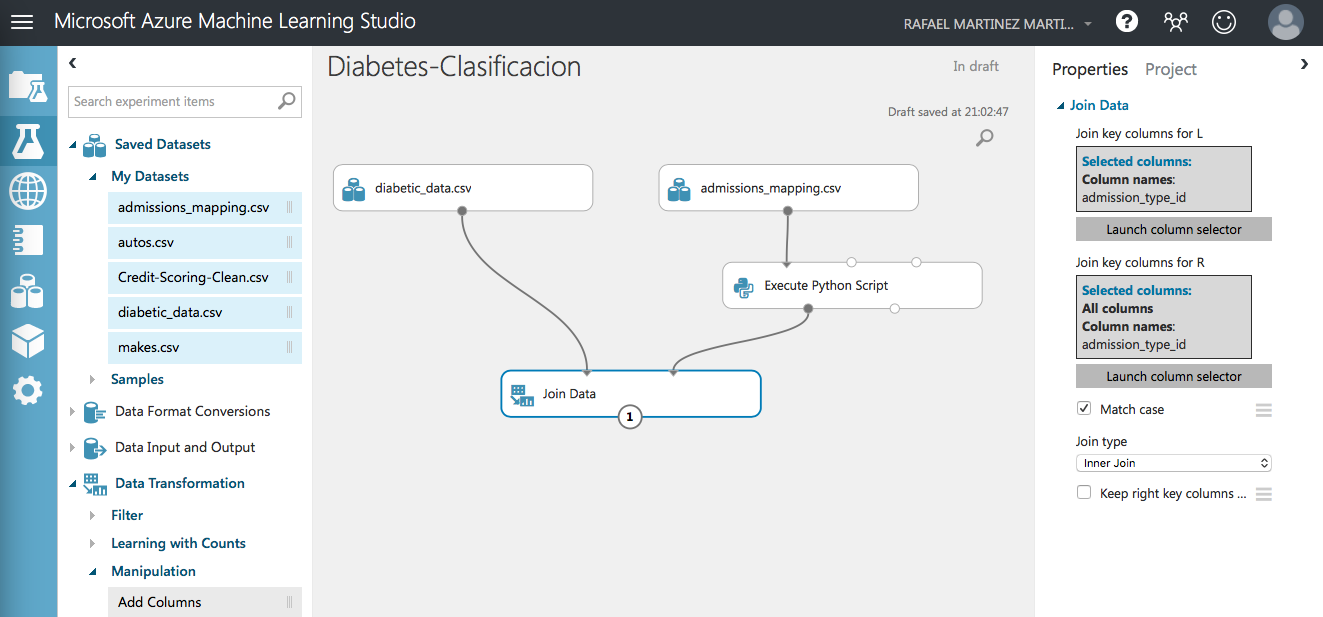 Microsoft Azure Machine Learning Studio
RAFAEL MARTINEZ MARTI...
?
Search experiment items
Saved Datasets
My Datasets
admissions_mapping.csv
autos.csv
Credit-Scoring-Clean.csv
diabetic_data.csv
makes.csv
Samples
Data Format Conversions
Data Input and Output
Data Transformation
Filter
Learning with Counts
Manipulation
Add Columns
Diabetes-Clasificacion
In draft
Draft saved at 21:02:47
diabetic_data.csv
admissions_mapping.csv
Execute Python Script
Join Data
1
Properties Project
Join Data
Join key columns for L
Selected columns:
Column names:
admission_type_id
Launch column selector
Join key columns for R
Selected columns:
All columns
Column names:
admission_type_id
Launch column selector
Match case
Join type
Inner Join
Keep right key columns ...